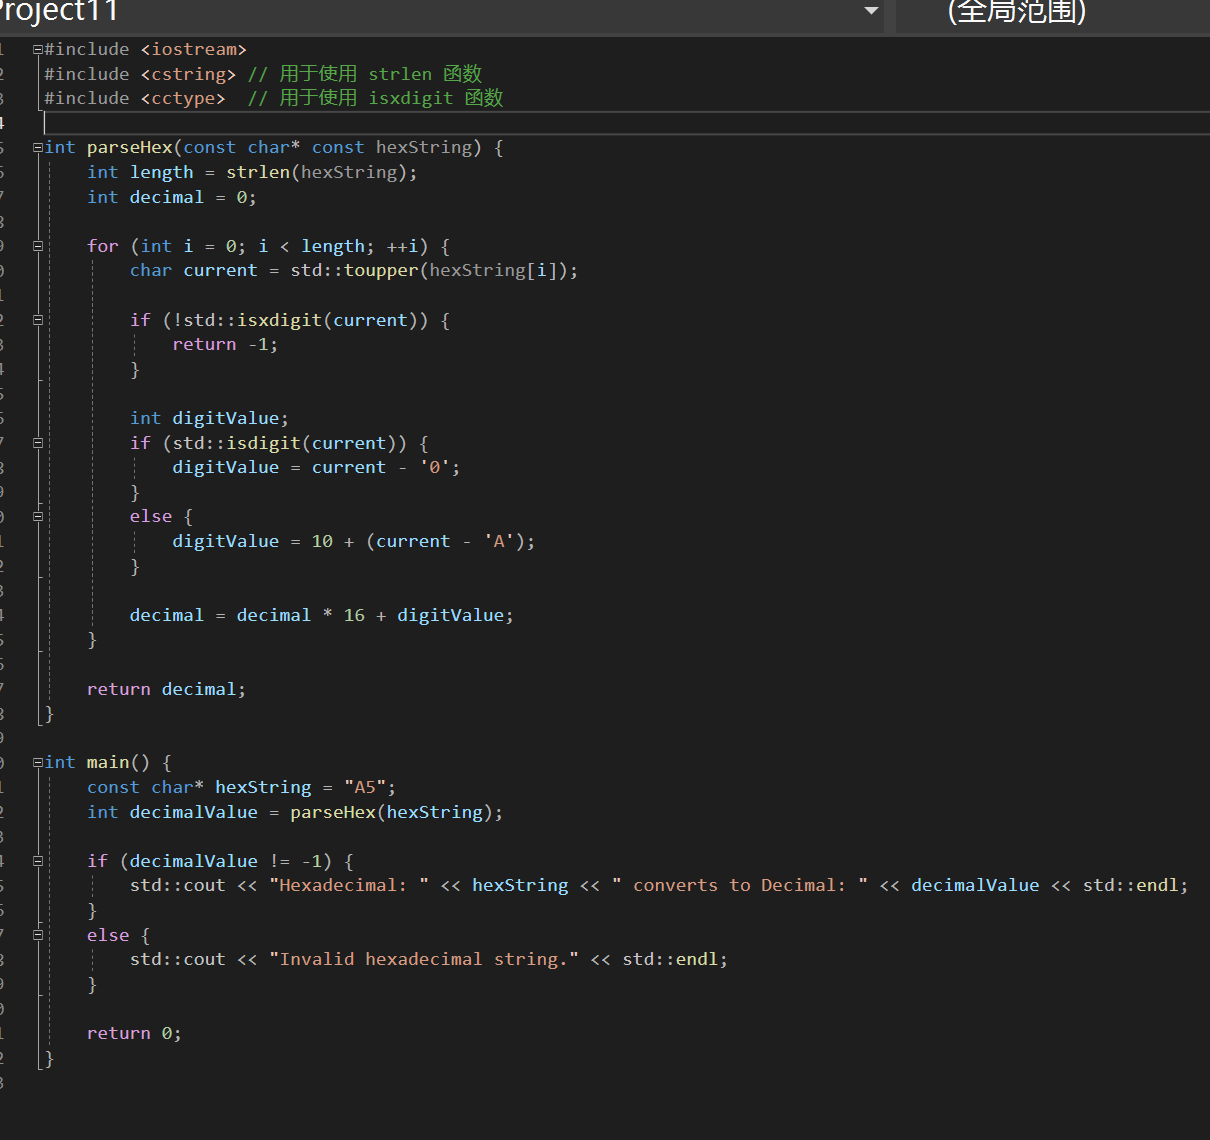 Project11
(全局范围)
#include <iostream>
#include <cstring> // 用于使用 strlen 函数
#include <cctype>  // 用于使用 isxdigit 函数
int parseHex(const char* const hexString) {
    int length = strlen(hexString);
    int decimal = 0;
    for (int i = 0; i < length; ++i) {
        char current = std::toupper(hexString[i]);
        if (!std::isxdigit(current)) {
            return -1;
        }
        int digitValue;
        if (std::isdigit(current)) {
            digitValue = current - '0';
        }
        else {
            digitValue = 10 + (current - 'A');
        }
        decimal = decimal * 16 + digitValue;
    }
    return decimal;
}
int main() {
    const char* hexString = "A5";
    int decimalValue = parseHex(hexString);
    if (decimalValue != -1) {
        std::cout << "Hexadecimal: " << hexString << " converts to Decimal: " << decimalValue << std::endl;
    }
    else {
        std::cout << "Invalid hexadecimal string." << std::endl;
    }
    return 0;
}